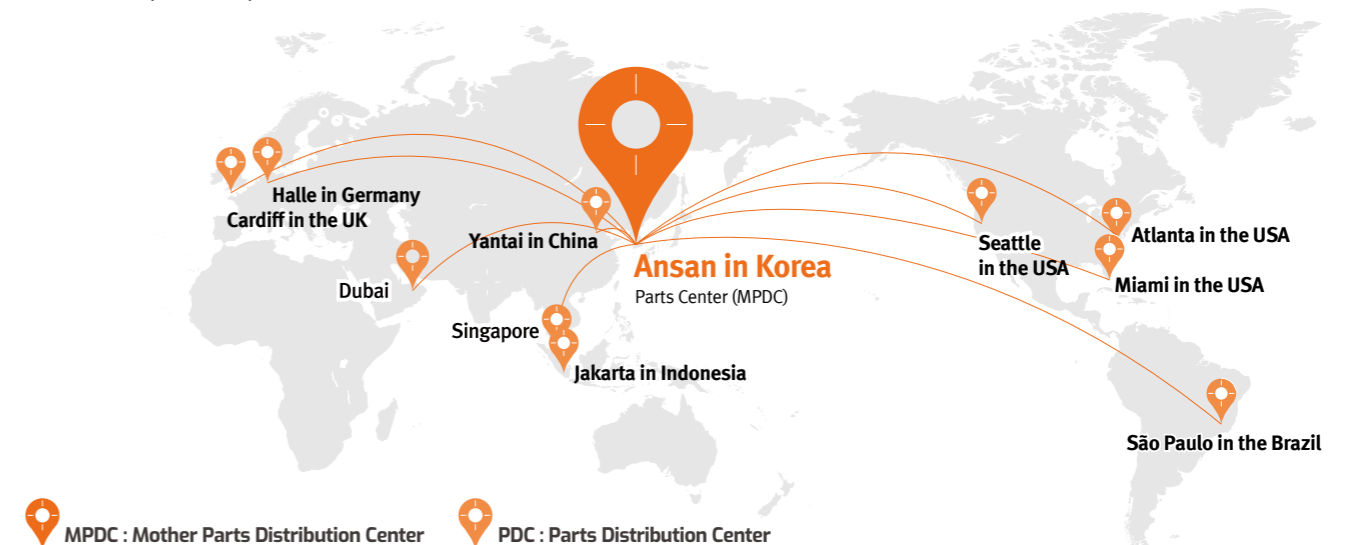 Halle in Germany
Cardiff in the UK
Dubai
Yantai in China
Ansan in Korea
Parts Center (MPDC)
Singapore
Jakarta in Indonesia
Seattle
in the USA
Atlanta in the USA
Miami in the USA
São Paulo in the Brazil
MPDC : Mother Parts Distribution Center
PDC : Parts Distribution Center